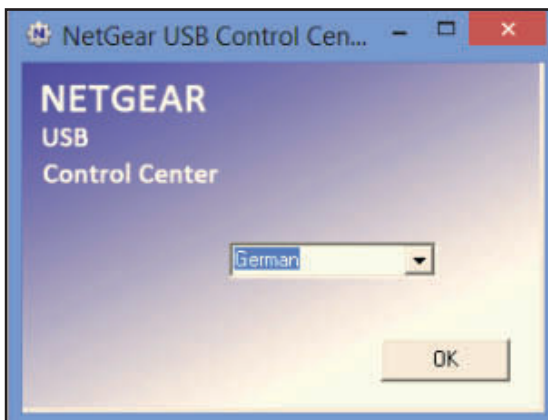 NetGear USB Control Cen...
NETGEAR
USB
Control Center
German
OK